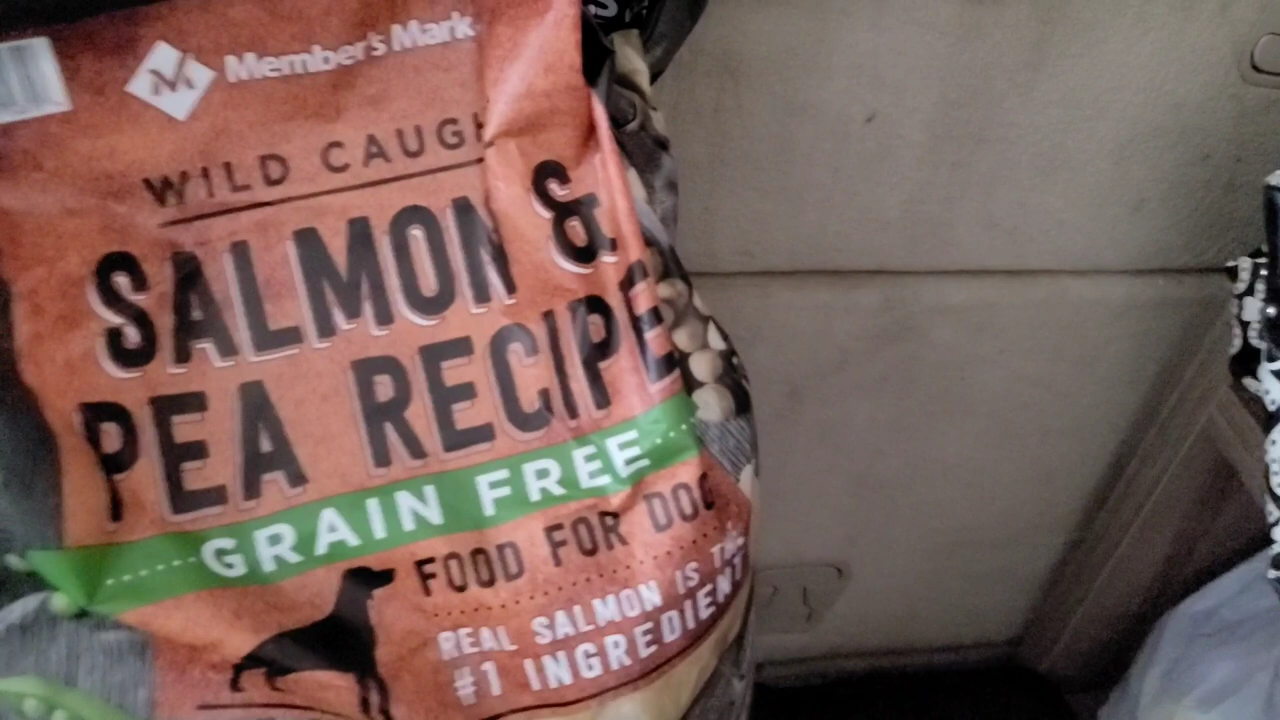 Member's Mark
WILD CAUGH
SALMON &
PEA RECIPE
GRAIN FREE
FOOD FOR DOG
REAL SALMON IS THE
#1 INGREDIENT